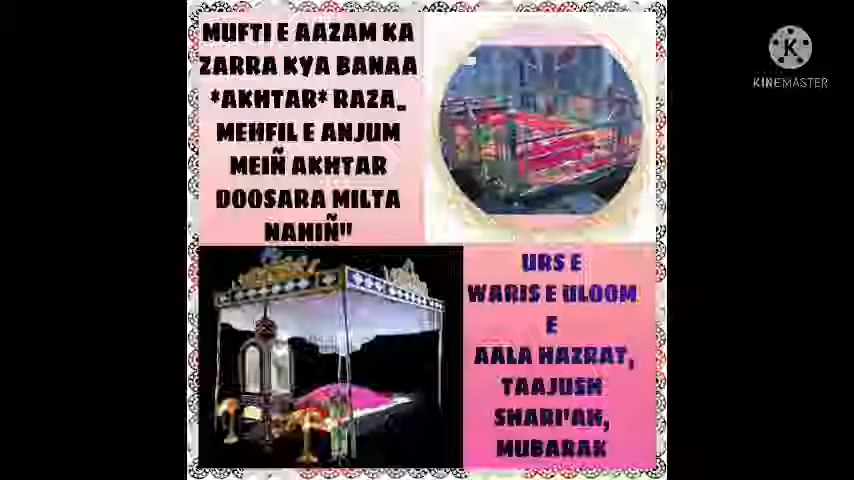 MUFTI E AAZAM KA
ZARRA KYA BANAA
*AKHTAR* RAZA,,
MEHFIL E ANJUM
MEIÑ AKHTAR
DOOSARA MILTA
NAHIÑ"
URS E
WARIS E ULOOM
E
AALA HAZRAT,
TAAJUSH
SHARI'AH,
MUBARAK
KINEMASTER